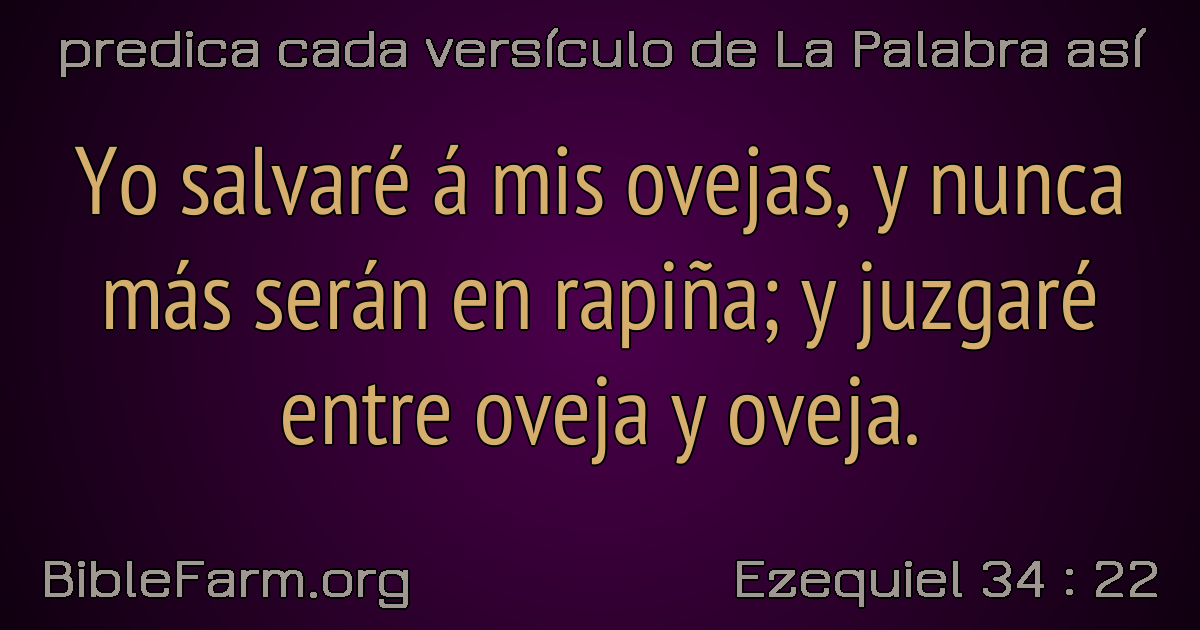 predica cada versículo de La Palabra así
Yo salvaré á mis ovejas, y nunca
más serán en rapiña; y juzgaré
entre oveja y oveja.
BibleFarm.org
Ezequiel 34 : 22